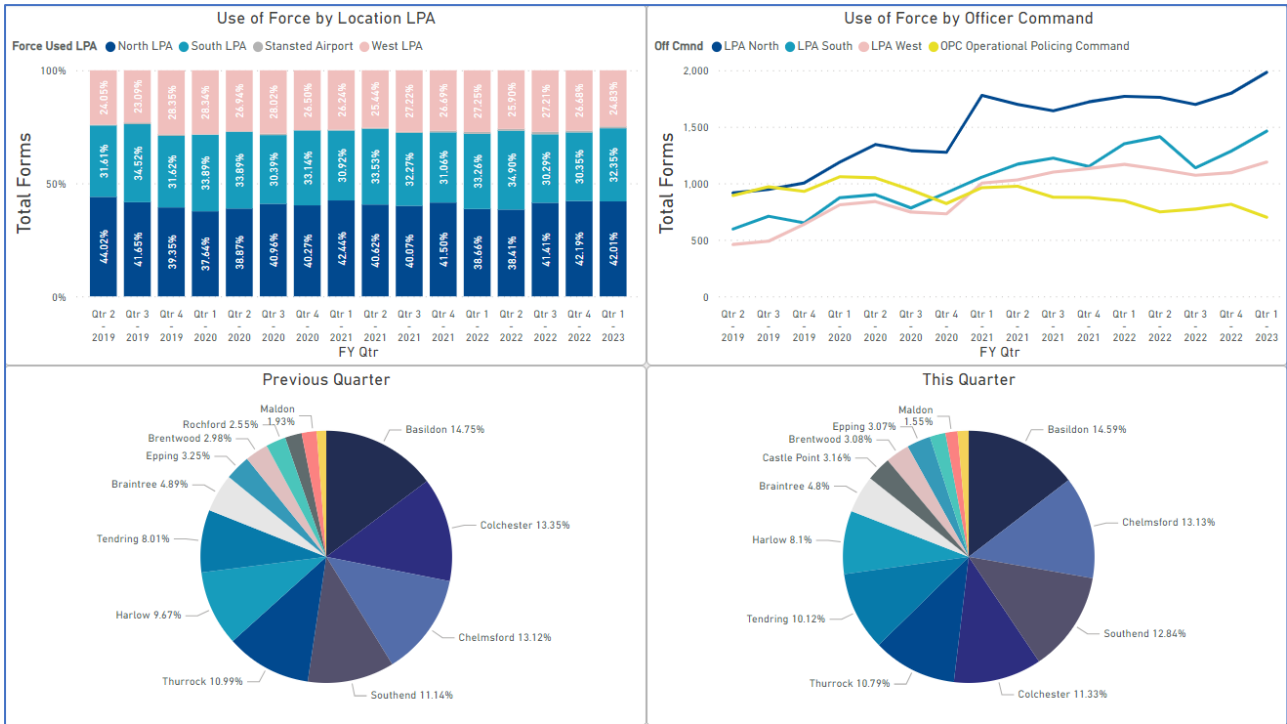 Use of Force by Location LPA
Force Used LPA North LPA South LPA Stansted Airport West LPA
100%
50%
0%
Total Forms
24.05% 23.09% 28.35% 28.34% 26.94% 28.02% 26.50% 26.24% 25.44% 27.22% 26.69% 27.25% 25.90% 27.21% 26.68% 24.83%
31.61% 34.52% 31.62% 33.89% 33.89% 30.39% 33.14% 30.92% 33.53% 32.27% 31.06% 33.26% 34.90% 30.29% 30.35% 32.35%
44.02% 41.65% 39.35% 37.64% 38.87% 40.96% 40.27% 42.44% 40.62% 40.07% 41.50% 38.66% 38.41% 41.41% 42.19% 42.01%
Qtr 2 Qtr 3 Qtr 4 Qtr 1 Qtr 2 Qtr 3 Qtr 4 Qtr 1 Qtr 2 Qtr 3 Qtr 4 Qtr 1 Qtr 2 Qtr 3 Qtr 4 Qtr 1
- - - - - - - - - - - - - - - -
2019 2019 2019 2020 2020 2020 2020 2021 2021 2021 2021 2022 2022 2022 2022 2023
FY Qtr
Use of Force by Officer Command
Off Cmnd LPA North LPA South LPA West OPC Operational Policing Command
2,000
1,500
1,000
500
0
Total Forms
Qtr 2 Qtr 3 Qtr 4 Qtr 1 Qtr 2 Qtr 3 Qtr 4 Qtr 1 Qtr 2 Qtr 3 Qtr 4 Qtr 1 Qtr 2 Qtr 3 Qtr 4 Qtr 1
- - - - - - - - - - - - - - - -
2019 2019 2019 2020 2020 2020 2020 2021 2021 2021 2021 2022 2022 2022 2022 2023
FY Qtr
Previous Quarter
Maldon
1.93%
Rochford 2.55%
Brentwood 2.98%
Epping 3.25%
Braintree 4.89%
Tendring 8.01%
Harlow 9.67%
Thurrock 10.99%
Southend 11.14%
Chelmsford 13.12%
Colchester 13.35%
Basildon 14.75%
This Quarter
Maldon
1.55%
Epping 3.07%
Brentwood 3.08%
Castle Point 3.16%
Braintree 4.8%
Harlow 8.1%
Tendring 10.12%
Thurrock 10.79%
Colchester 11.33%
Southend 12.84%
Chelmsford 13.13%
Basildon 14.59%